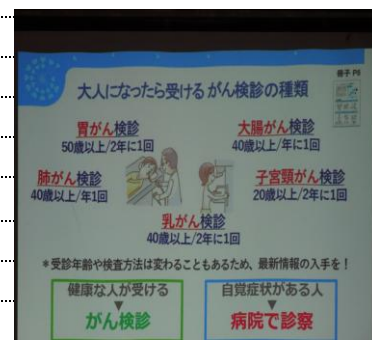 冊子 P6
大人になったら受ける がん検診の種類
胃がん検診
50歳以上/2年に1回
大腸がん検診
40歳以上/年に1回
肺がん検診
40歳以上/年1回
子宮頸がん検診
20歳以上/2年に1回
乳がん検診
40歳以上/2年に1回
*受診年齢や検査方法は変わることもあるため、最新情報の入手を！
健康な人が受ける
▼
がん検診
自覚症状がある人
▼
病院で診察